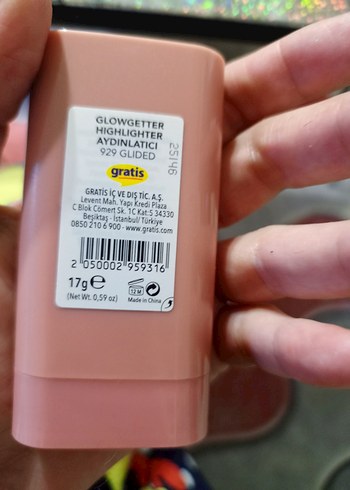 GLOWGETTER
HIGHLIGHTER
AYDINLATICI
929 GLIDED
25146
gratis
GRATİS İÇ VE DIŞ TİC. A.Ş.
Levent Mah. Yapı Kredi Plaza
C Blok Cömert Sk. 1C Kat:5 34330
Beşiktaş - İstanbul/Türkiye
0850 210 6 900 - www.gratis.com
2 050002 959316
17g ℮
(Net Wt. 0,59 oz)
12 M
Made in China